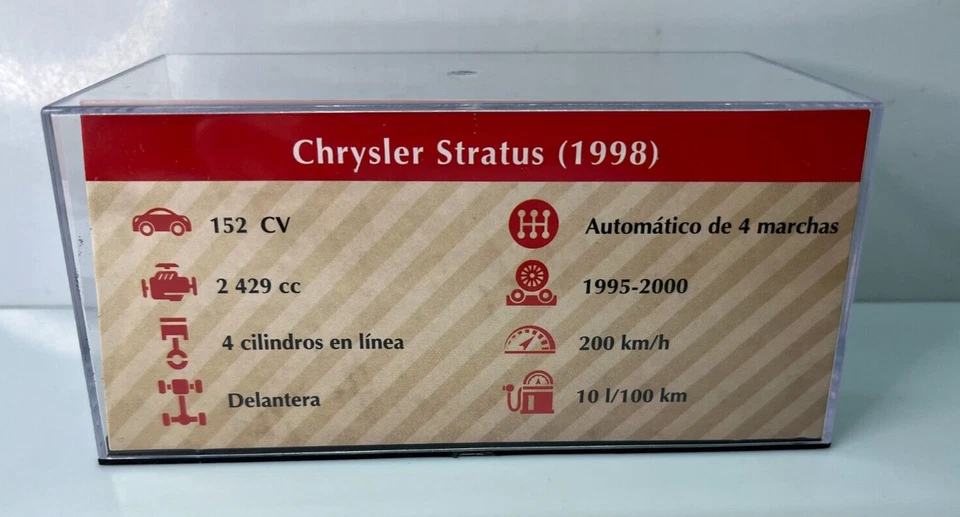 Chrysler Stratus (1998)
152 CV
2 429 cc
4 cilindros en línea
Delantera
Automático de 4 marchas
1995-2000
200 km/h
10 l/100 km